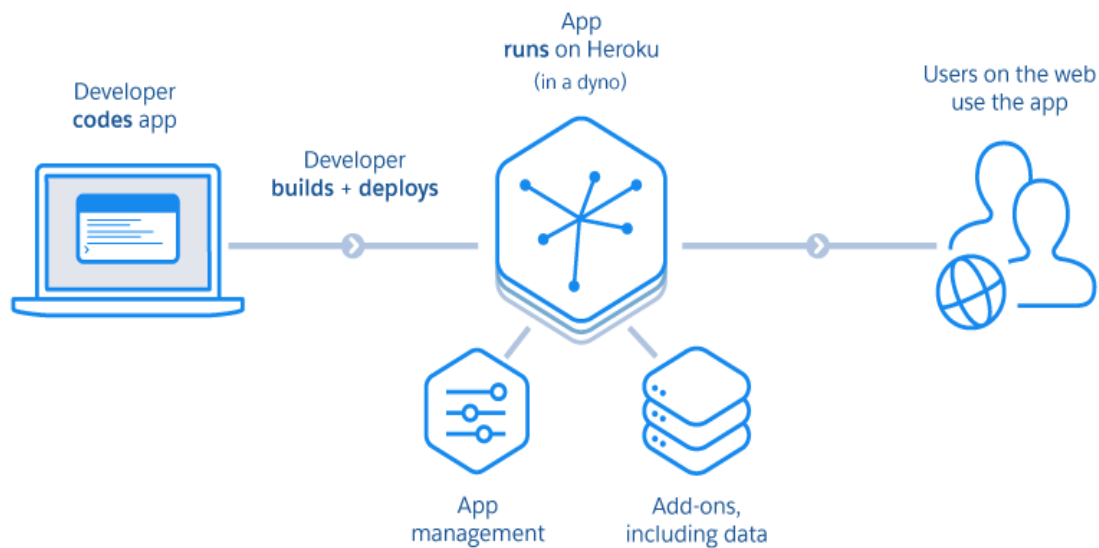 App
runs on Heroku
(in a dyno)
Users on the web
use the app
Developer
codes app
Developer
builds + deploys
App
management
Add-ons,
including data